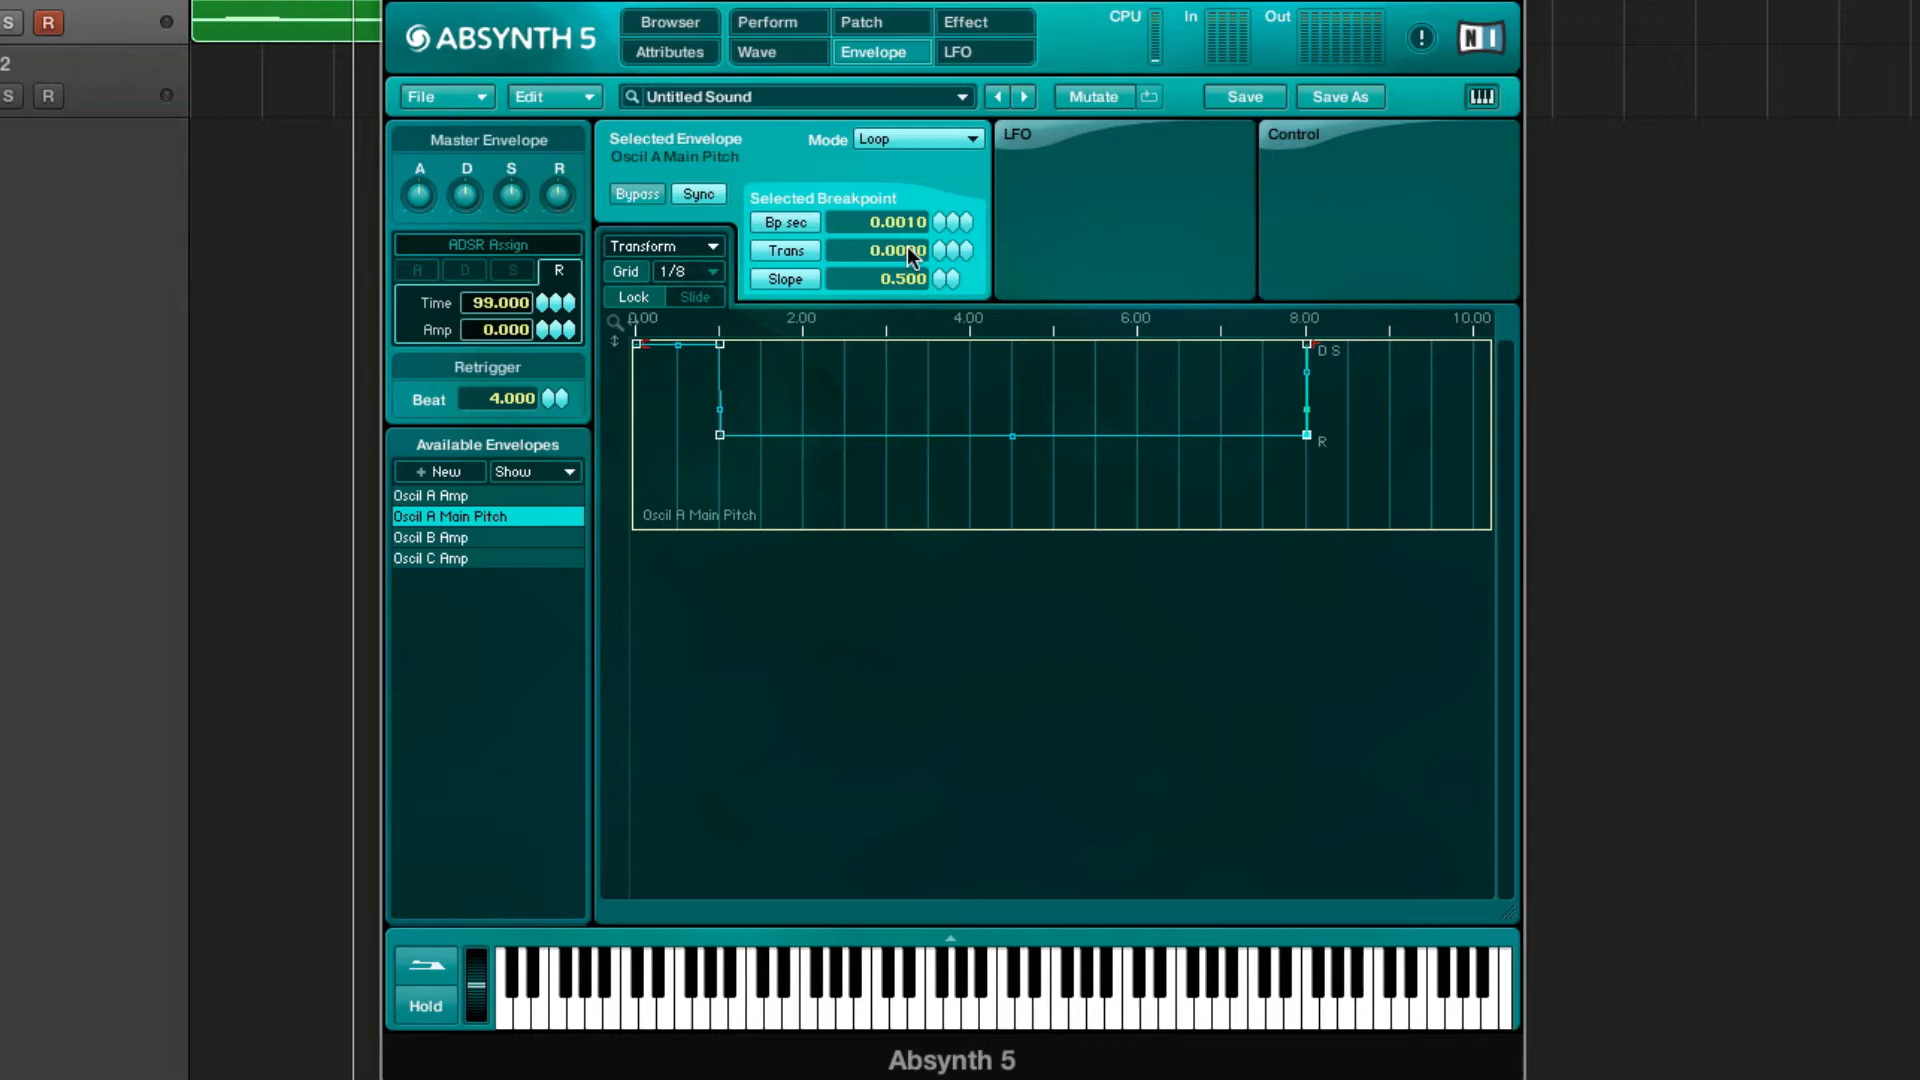 S R
2
S R
ABSYNTH 5
Browser
Attributes
Perform
Wave
Patch
Envelope
Effect
LFO
CPU
In
Out
!
N I
File
Edit
Untitled Sound
Mutate
Save
Save As
Master Envelope
A D S R
ADSR Assign
A D S R
Time 99.000
Amp 0.000
Retrigger
Beat 4.000
Available Envelopes
+ New
Show
Oscil A Amp
Oscil A Main Pitch
Oscil B Amp
Oscil C Amp
Selected Envelope
Oscil A Main Pitch
Mode Loop
Bypass
Sync
Selected Breakpoint
Bp sec 0.0010
Trans
Slope 0.500
Transform
Grid 1/8
Lock
Slide
LFO
Control
0.00 2.00 4.00 6.00 8.00 10.00
D S
R
Oscil A Main Pitch
Hold
Absynth 5